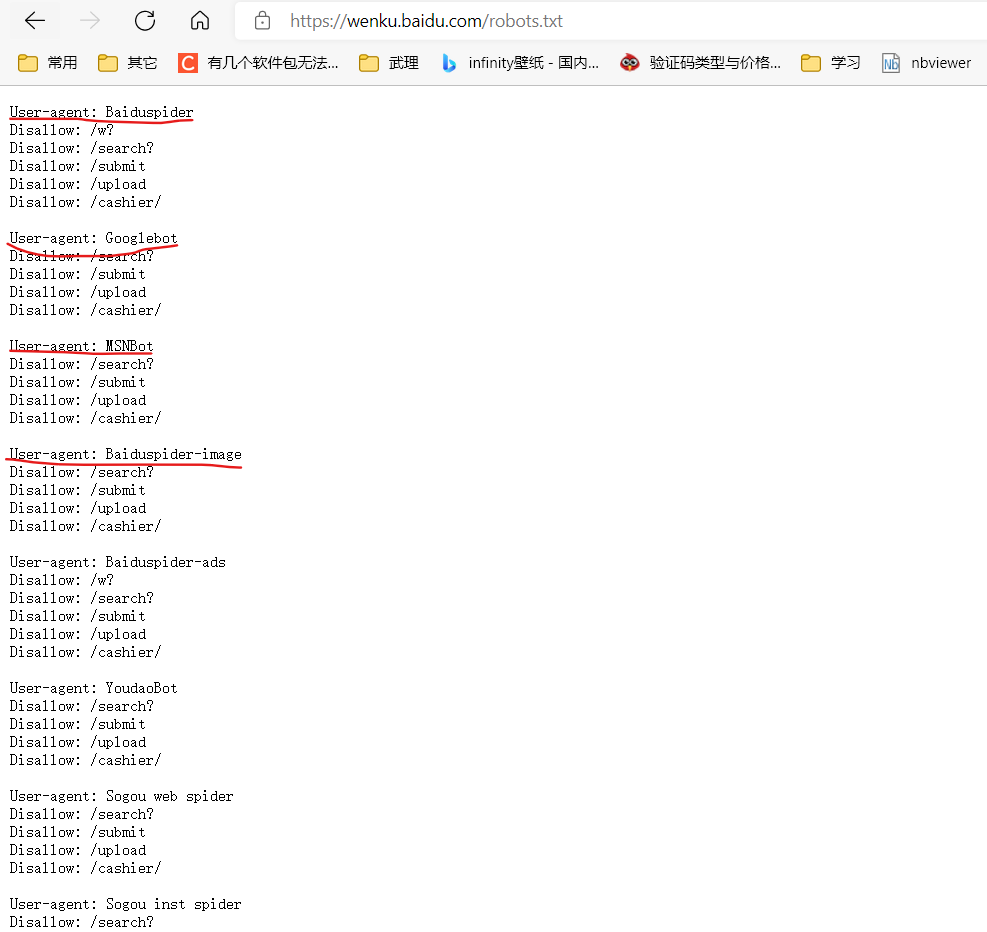 https://wenku.baidu.com/robots.txt
常用 其它 C 有几个软件包无法... 武理 infinity壁纸 - 国内... 验证码类型与价格... 学习 Nb nbviewer
User-agent: Baiduspider
Disallow: /w?
Disallow: /search?
Disallow: /submit
Disallow: /upload
Disallow: /cashier/
User-agent: Googlebot
Disallow: /search?
Disallow: /submit
Disallow: /upload
Disallow: /cashier/
User-agent: MSNBot
Disallow: /search?
Disallow: /submit
Disallow: /upload
Disallow: /cashier/
User-agent: Baiduspider-image
Disallow: /search?
Disallow: /submit
Disallow: /upload
Disallow: /cashier/
User-agent: Baiduspider-ads
Disallow: /w?
Disallow: /search?
Disallow: /submit
Disallow: /upload
Disallow: /cashier/
User-agent: YoudaoBot
Disallow: /search?
Disallow: /submit
Disallow: /upload
Disallow: /cashier/
User-agent: Sogou web spider
Disallow: /search?
Disallow: /submit
Disallow: /upload
Disallow: /cashier/
User-agent: Sogou inst spider
Disallow: /search?